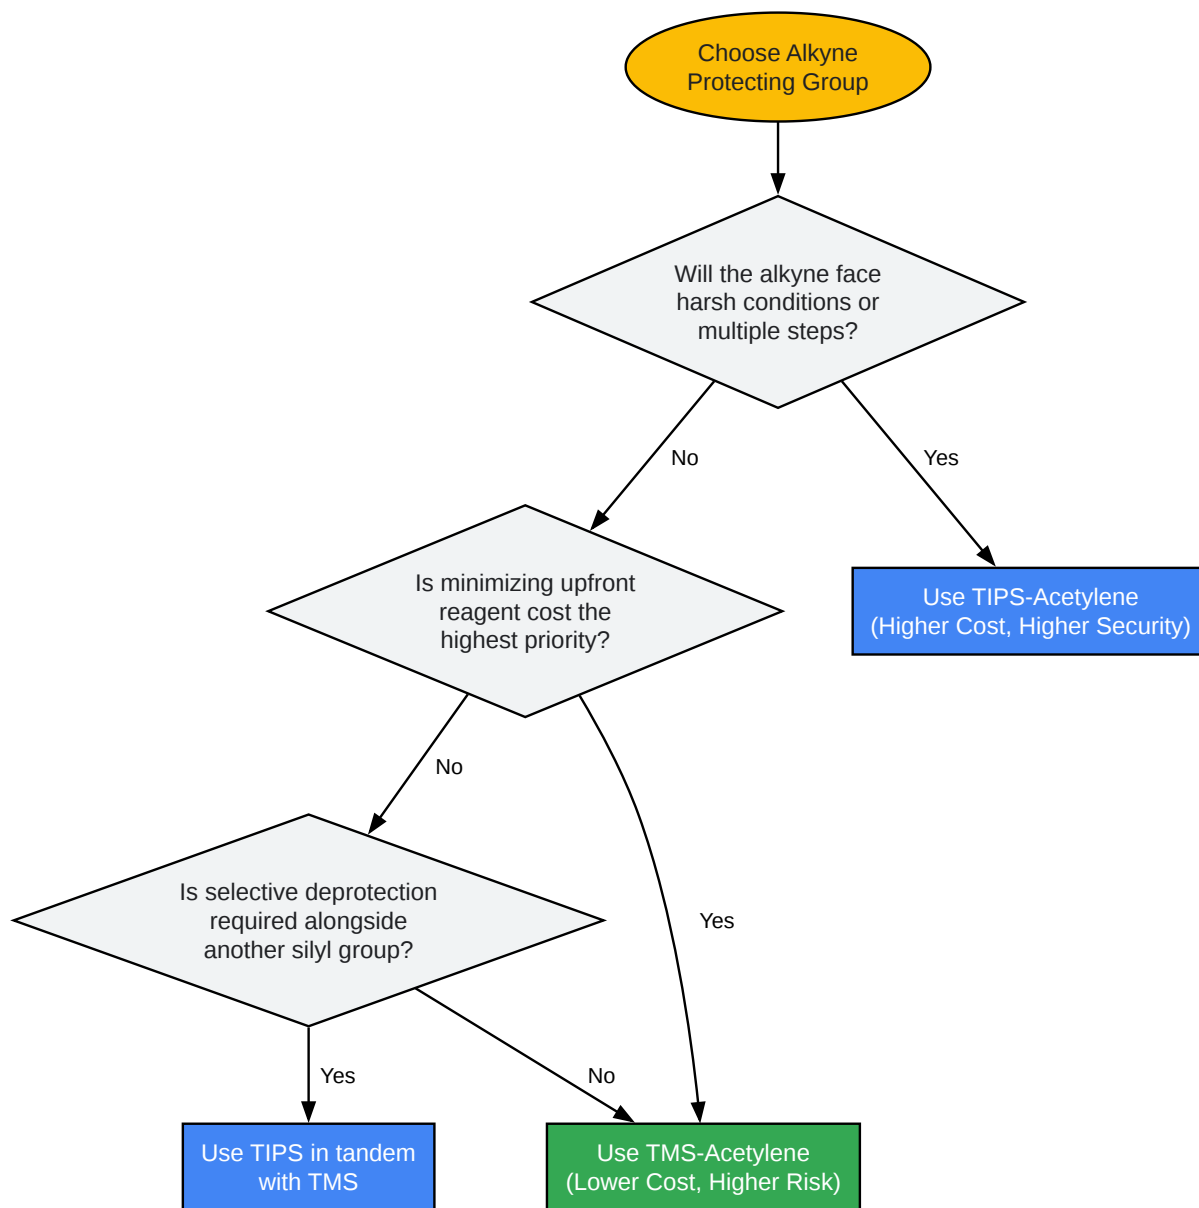 Choose Alkyne
Protecting Group
Will the alkyne face
harsh conditions or
multiple steps?
No
Yes
Is minimizing upfront
reagent cost the
highest priority?
Use TIPS-Acetylene
(Higher Cost, Higher Security)
No
Yes
Is selective deprotection
required alongside
another silyl group?
Yes
No
Use TIPS in tandem
with TMS
Use TMS-Acetylene
(Lower Cost, Higher Risk)